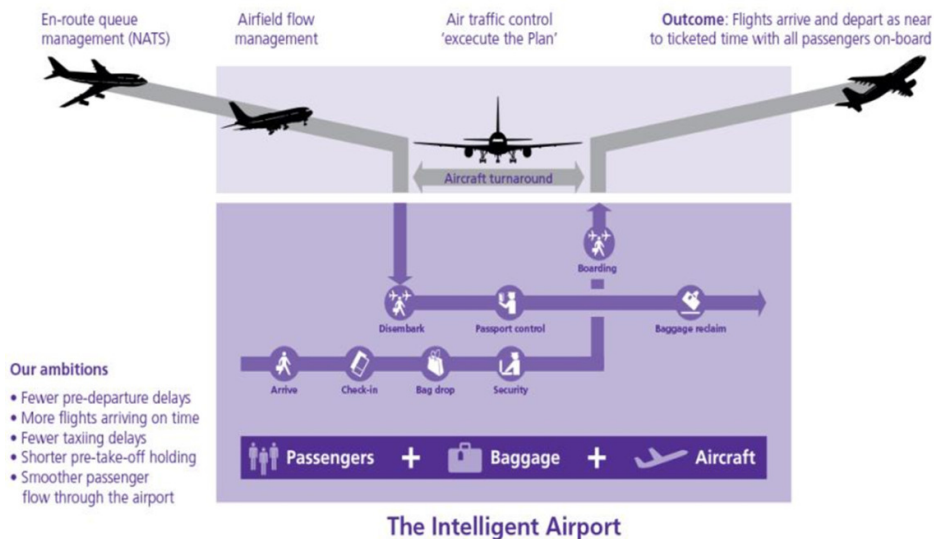 En-route queue
management (NATS)
Airfield flow
management
Air traffic control
'excecute the Plan'
Outcome: Flights arrive and depart as near
to ticketed time with all passengers on-board
Aircraft turnaround
Boarding
Disembark
Passport control
Baggage reclaim
Arrive
Check-in
Bag drop
Security
Our ambitions
• Fewer pre-departure delays
• More flights arriving on time
• Fewer taxiing delays
• Shorter pre-take-off holding
• Smoother passenger
flow through the airport
Passengers + Baggage + Aircraft
The Intelligent Airport